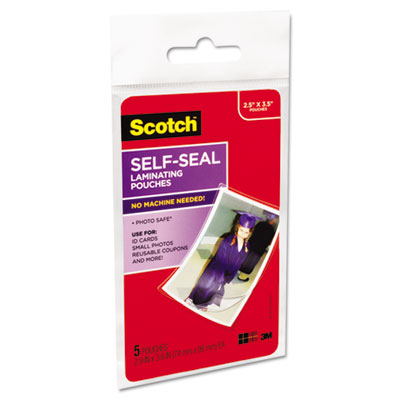 2.5" X 3.5"
POUCHES
Scotch
SELF-SEAL
LAMINATING
POUCHES
NO MACHINE NEEDED!
• PHOTO SAFE*
USE FOR:
ID CARDS
SMALL PHOTOS
REUSABLE COUPONS
AND MORE!
5 POUCHES
3M